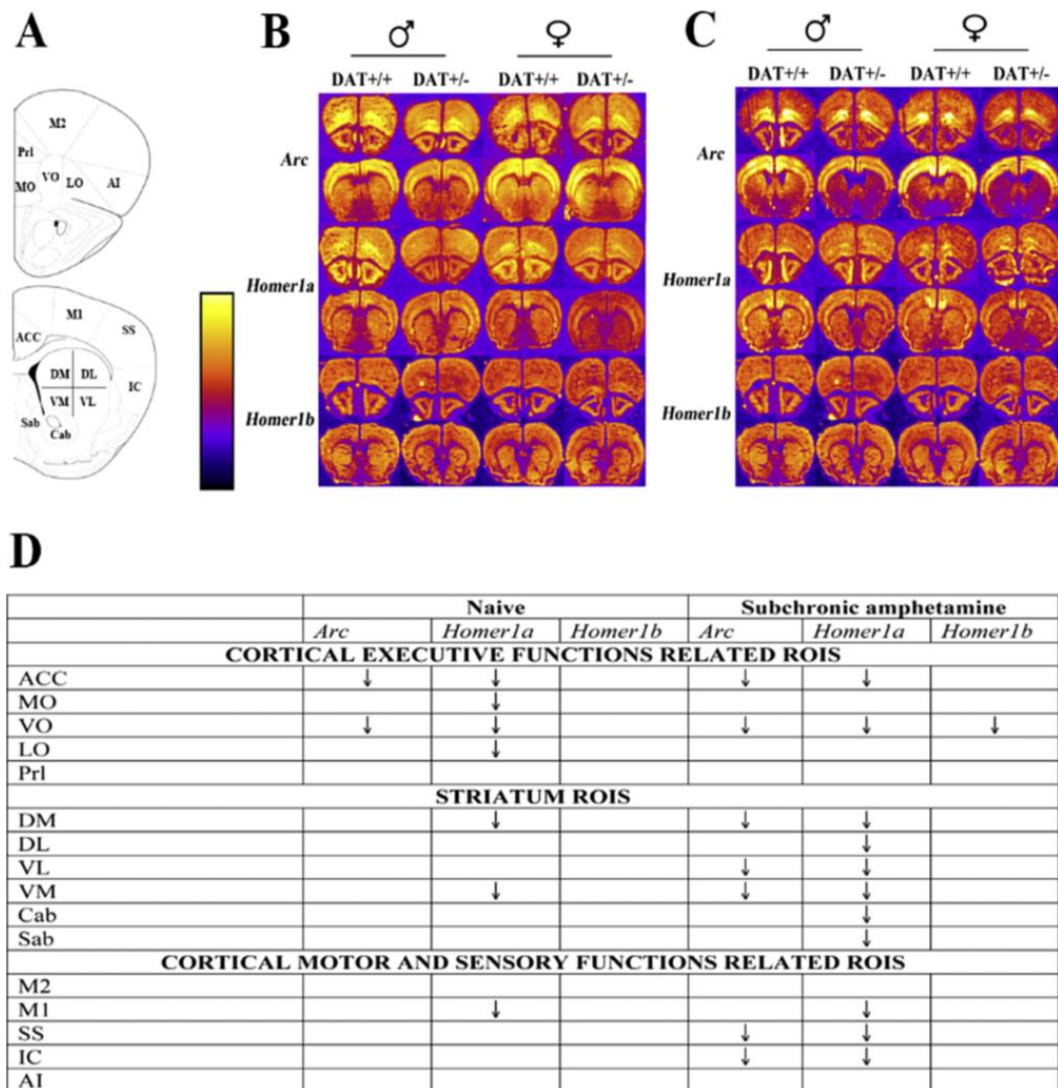 A
M2
Prl
MO
VO
LO
AI
M1
ACC
SS
DM
DL
IC
VM
VL
Sab
Cab
B
♂ ♀
DAT+/+ DAT+/- DAT+/+ DAT+/-
Arc
Homer1a
Homer1b
C
♂ ♀
DAT+/+ DAT+/- DAT+/+ DAT+/-
Arc
Homer1a
Homer1b
D
Naive Subchronic amphetamine
Arc Homer1a Homer1b Arc Homer1a Homer1b
CORTICAL EXECUTIVE FUNCTIONS RELATED ROIS
ACC ↓ ↓ ↓ ↓
MO ↓
VO ↓ ↓ ↓ ↓ ↓
LO ↓
Prl
STRIATUM ROIS
DM ↓ ↓ ↓
DL ↓
VL ↓ ↓
VM ↓ ↓ ↓
Cab ↓
Sab ↓
CORTICAL MOTOR AND SENSORY FUNCTIONS RELATED ROIS
M2
M1 ↓ ↓
SS ↓ ↓
IC ↓ ↓
AI